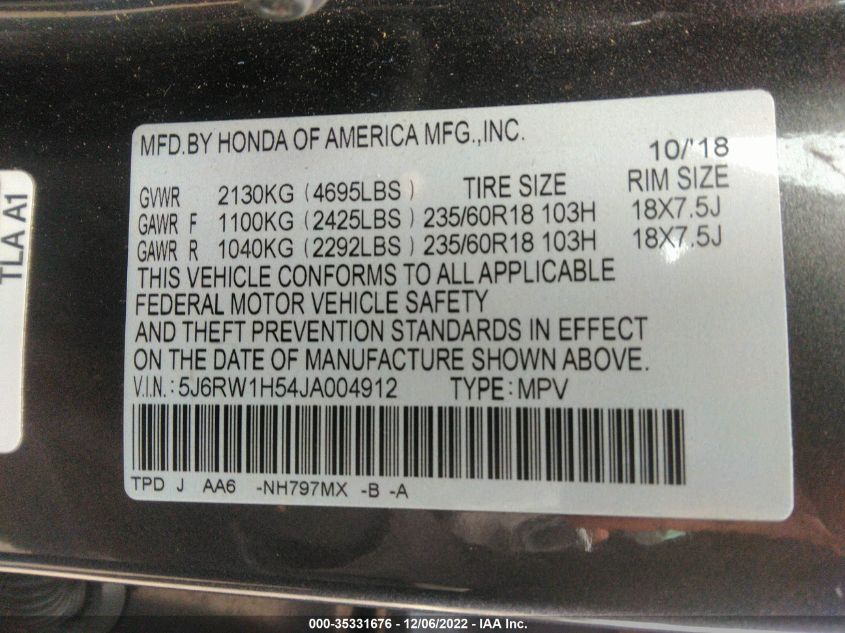 MFD.BY HONDA OF AMERICA MFG.,INC.
10/'18
GVWR 2130KG (4695LBS) TIRE SIZE RIM SIZE
GAWR F 1100KG (2425LBS) 235/60R18 103H 18X7.5J
GAWR R 1040KG (2292LBS) 235/60R18 103H 18X7.5J
THIS VEHICLE CONFORMS TO ALL APPLICABLE
FEDERAL MOTOR VEHICLE SAFETY
AND THEFT PREVENTION STANDARDS IN EFFECT
ON THE DATE OF MANUFACTURE SHOWN ABOVE.
V.I.N.: 5J6RW1H54JA004912 TYPE: MPV
TPD J AA6 -NH797MX -B -A
TLA A1
000-35331676 - 12/06/2022 - IAA Inc.